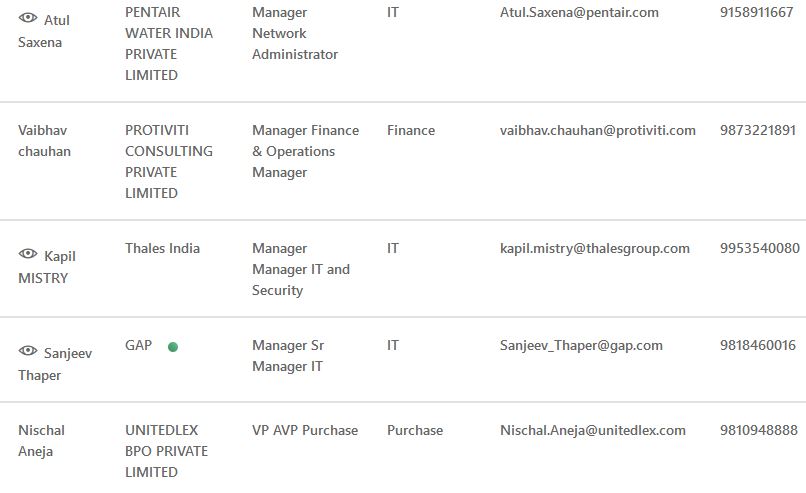 Atul Saxena PENTAIR WATER INDIA PRIVATE LIMITED Manager Network Administrator IT Atul.Saxena@pentair.com 9158911667
Vaibhav chauhan PROTIVITI CONSULTING PRIVATE LIMITED Manager Finance & Operations Manager Finance vaibhav.chauhan@protiviti.com 9873221891
Kapil MISTRY Thales India Manager Manager IT and Security IT kapil.mistry@thalesgroup.com 9953540080
Sanjeev Thaper GAP Manager Sr Manager IT IT Sanjeev_Thaper@gap.com 9818460016
Nischal Aneja UNITEDLEX BPO PRIVATE LIMITED VP AVP Purchase Purchase Nischal.Aneja@unitedlex.com 9810948888